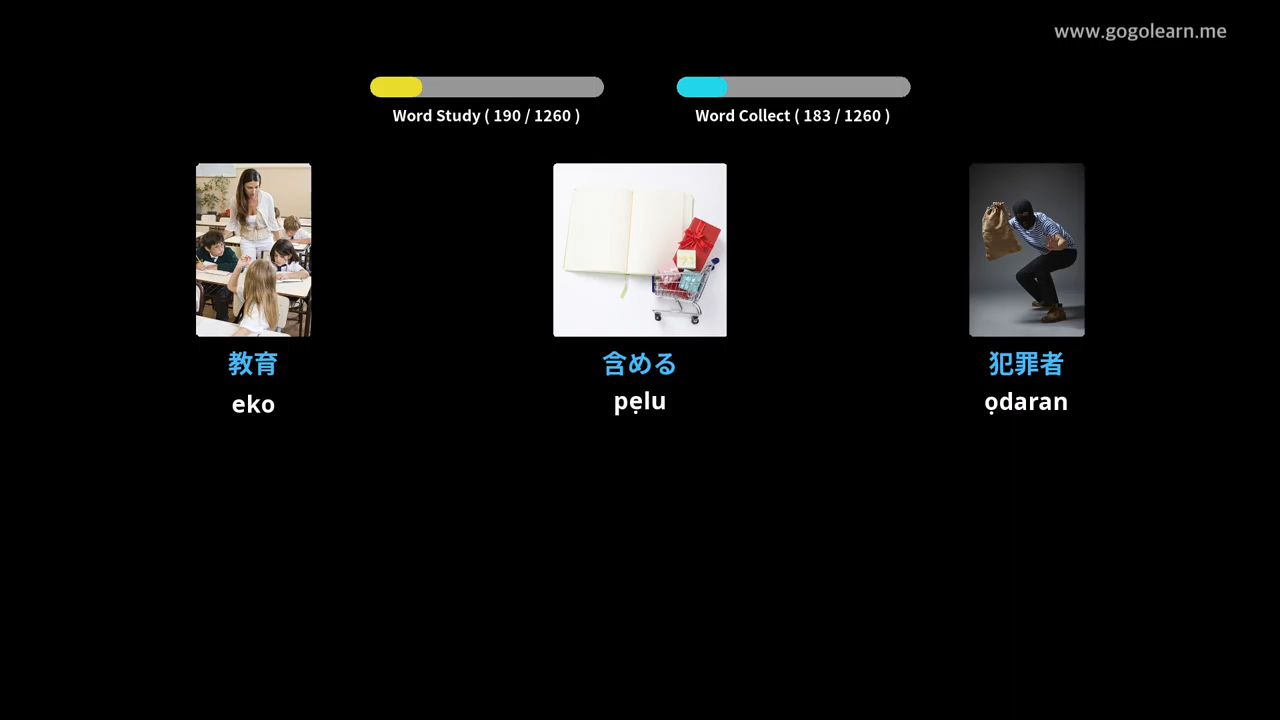 www.gogolearn.me
Word Study ( 190 / 1260 )
Word Collect ( 183 / 1260 )
教育
eko
含める
pẹlu
犯罪者
ọdaran